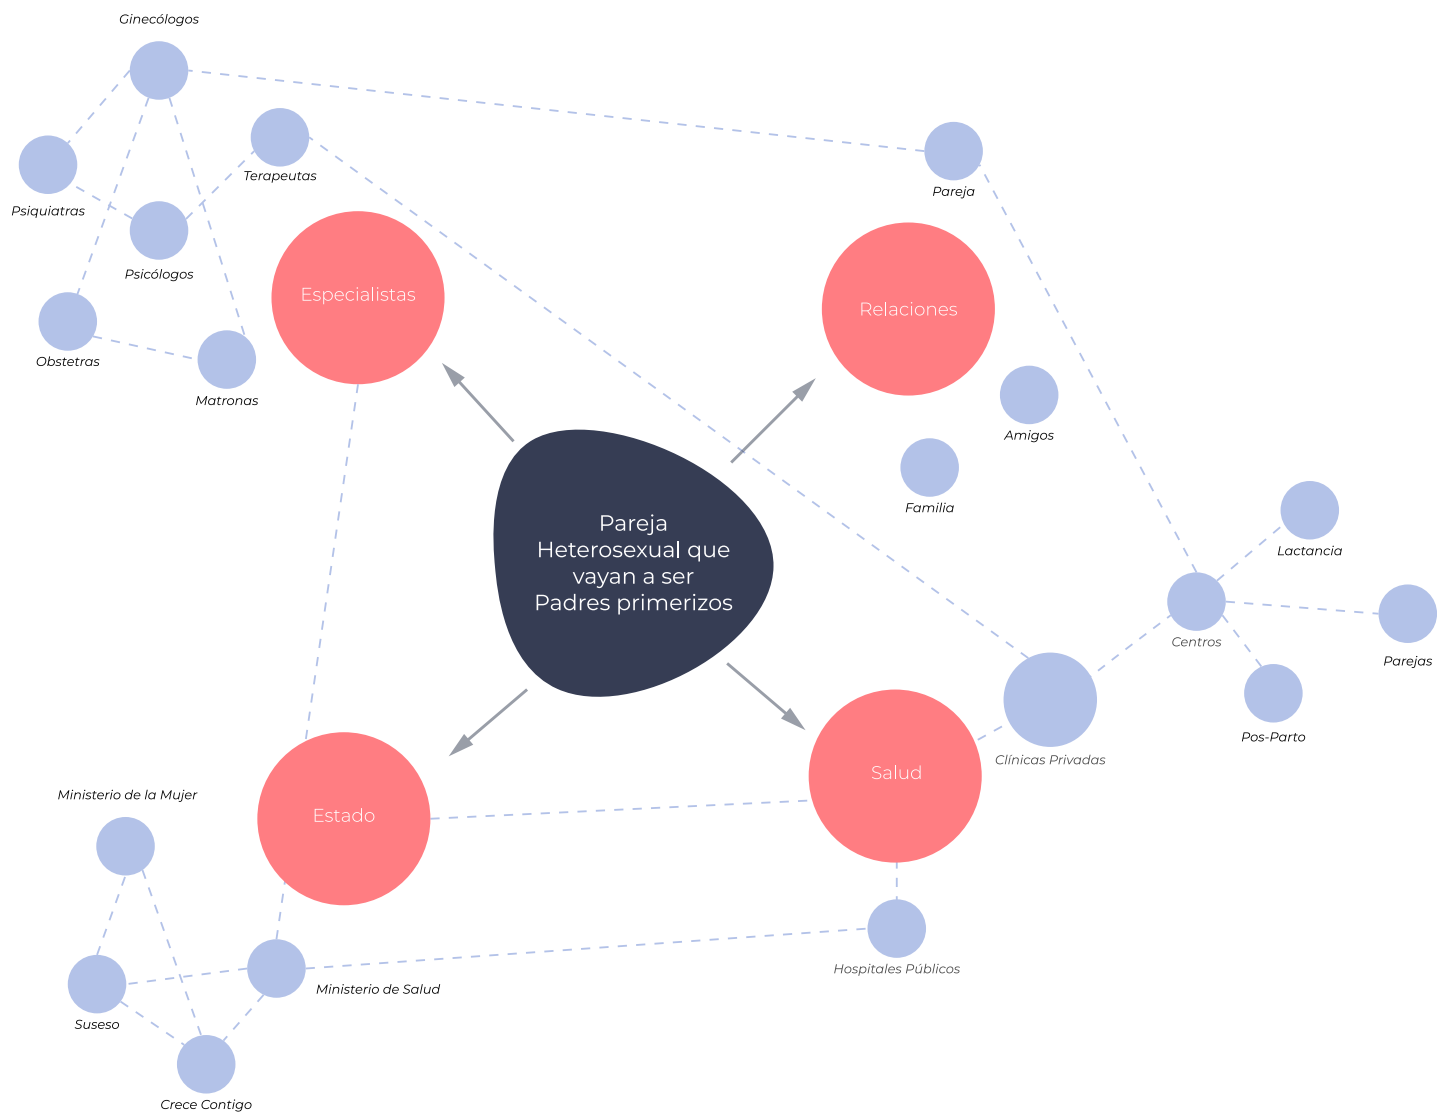 Ginecólogos
Terapeutas
Pareja
Psiquiatras
Psicólogos
Especialistas
Relaciones
Obstetras
Matronas
Amigos
Familia
Pareja
Heterosexual que
vayan a ser
Padres primerizos
Lactancia
Centros
Parejas
Pos-Parto
Clínicas Privadas
Salud
Estado
Ministerio de la Mujer
Hospitales Públicos
Ministerio de Salud
Suseso
Crece Contigo